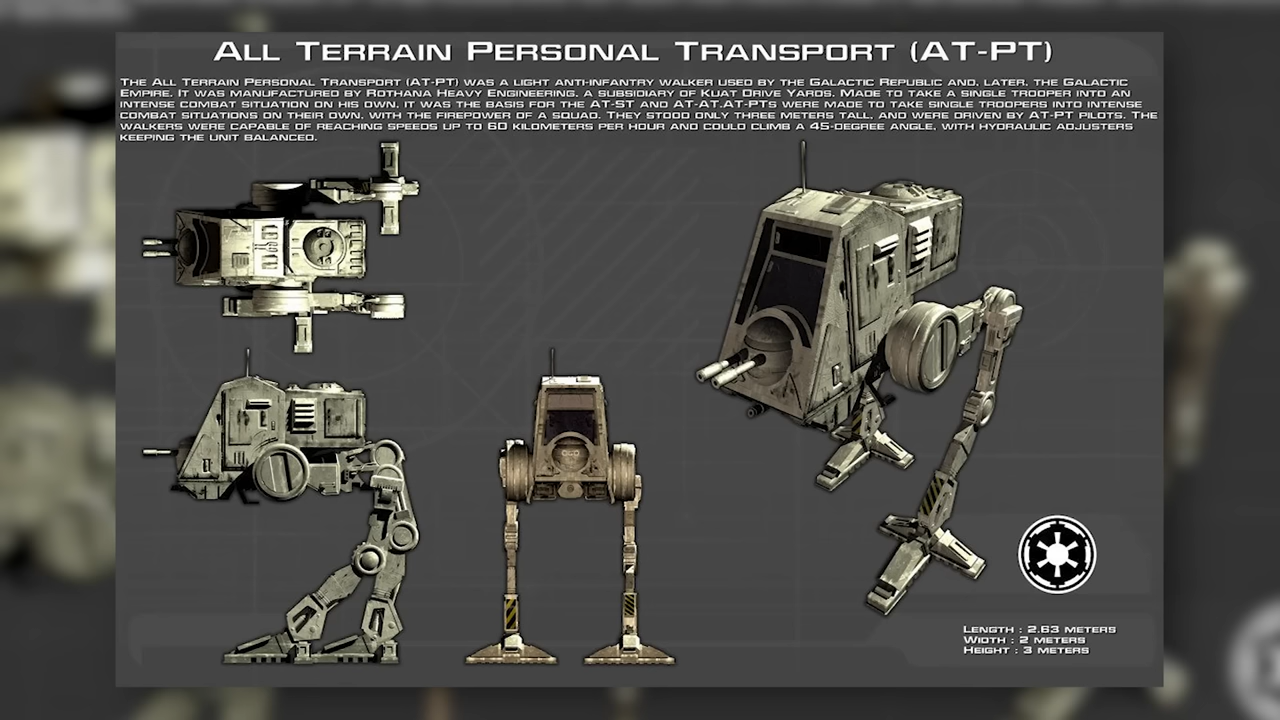 All Terrain Personal Transport (AT-PT)
The All Terrain Personal Transport (AT-PT) was a light anti-infantry walker used by the Galactic Republic and, later, the Galactic
Empire. It was manufactured by Rothana Heavy Engineering, a subsidiary of Kuat Drive Yards. Made to take a single trooper into an
intense combat situation on his own, it was the basis for the AT-ST and AT-AT.AT-PTs were made to take single troopers into intense
combat situations on their own, with the firepower of a squad. They stood only three meters tall, and were driven by AT-PT pilots. The
walkers were capable of reaching speeds up to 60 kilometers per hour and could climb a 45-degree angle, with hydraulic adjusters
keeping the unit balanced.
Length : 2.63 meters
Width : 2 meters
Height : 3 meters